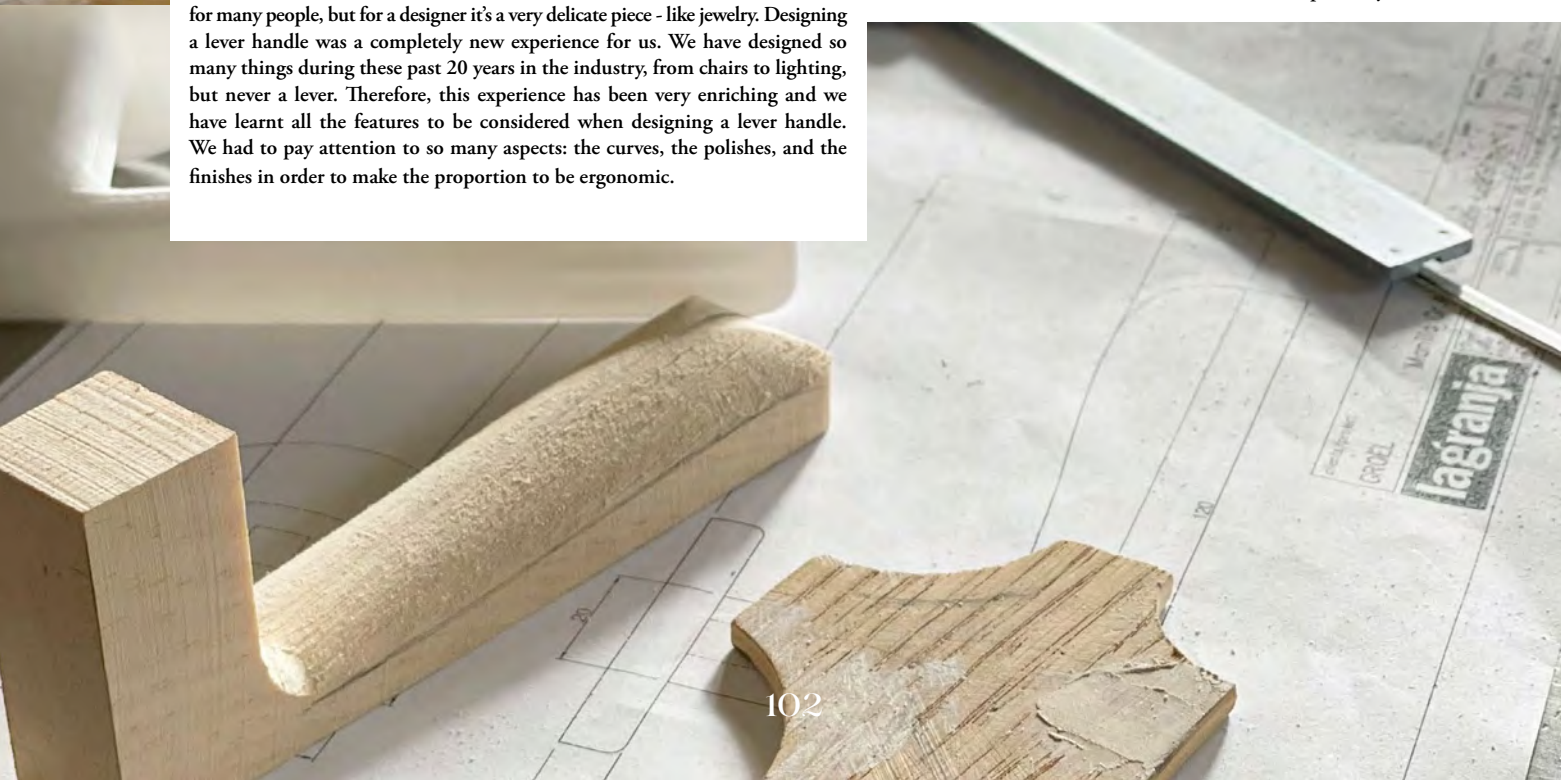 for many people, but for a designer it's a very delicate piece - like jewelry. Designing
a lever handle was a completely new experience for us. We have designed so
many things during these past 20 years in the industry, from chairs to lighting,
but never a lever. Therefore, this experience has been very enriching and we
have learnt all the features to be considered when designing a lever handle.
We had to pay attention to so many aspects: the curves, the polishes, and the
finishes in order to make the proportion to be ergonomic.
lagranja
GROEL
120
102